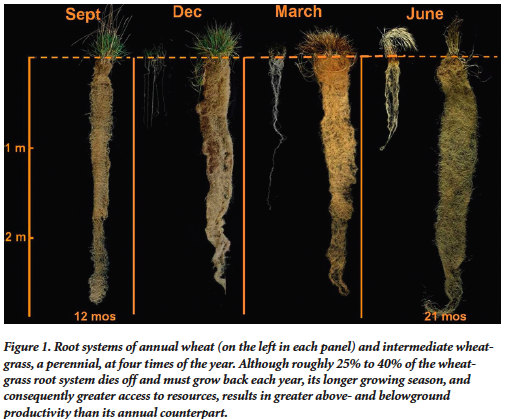 Sept Dec March June
1 m
2 m
12 mos 21 mos
Figure 1. Root systems of annual wheat (on the left in each panel) and intermediate wheat-
grass, a perennial, at four times of the year. Although roughly 25% to 40% of the wheat-
grass root system dies off and must grow back each year, its longer growing season, and
consequently greater access to resources, results in greater above- and belowground
productivity than its annual counterpart.